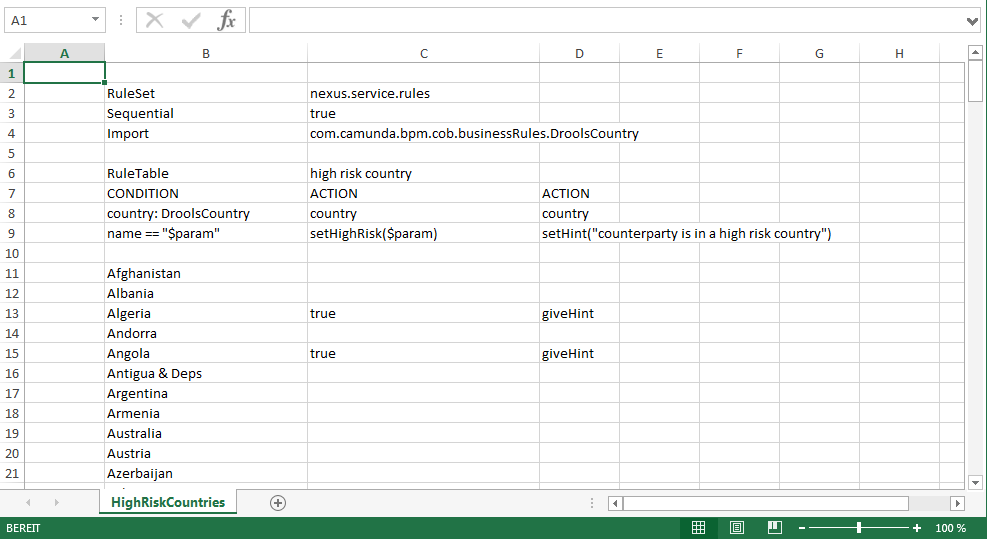 A1 fx
A B C D E F G H
1
2 RuleSet nexus.service.rules
3 Sequential true
4 Import com.camunda.bpm.cob.businessRules.DroolsCountry
5
6 RuleTable high risk country
7 CONDITION ACTION ACTION
8 country: DroolsCountry country country
9 name == "$param" setHighRisk($param) setHint("counterparty is in a high risk country")
10
11 Afghanistan
12 Albania
13 Algeria true giveHint
14 Andorra
15 Angola true giveHint
16 Antigua & Deps
17 Argentina
18 Armenia
19 Australia
20 Austria
21 Azerbaijan
HighRiskCountries
BEREIT 100 %